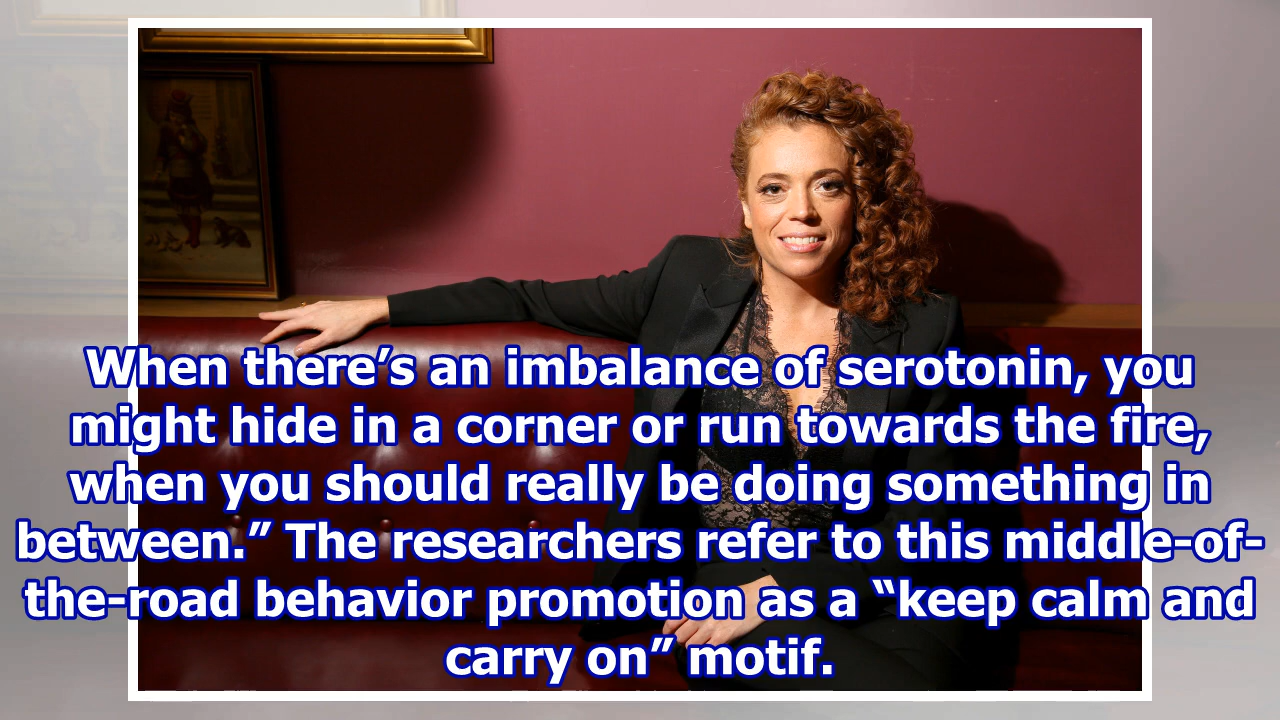 When there’s an imbalance of serotonin, you
might hide in a corner or run towards the fire,
when you should really be doing something in
between.” The researchers refer to this middle-of-
the-road behavior promotion as a “keep calm and
carry on” motif.